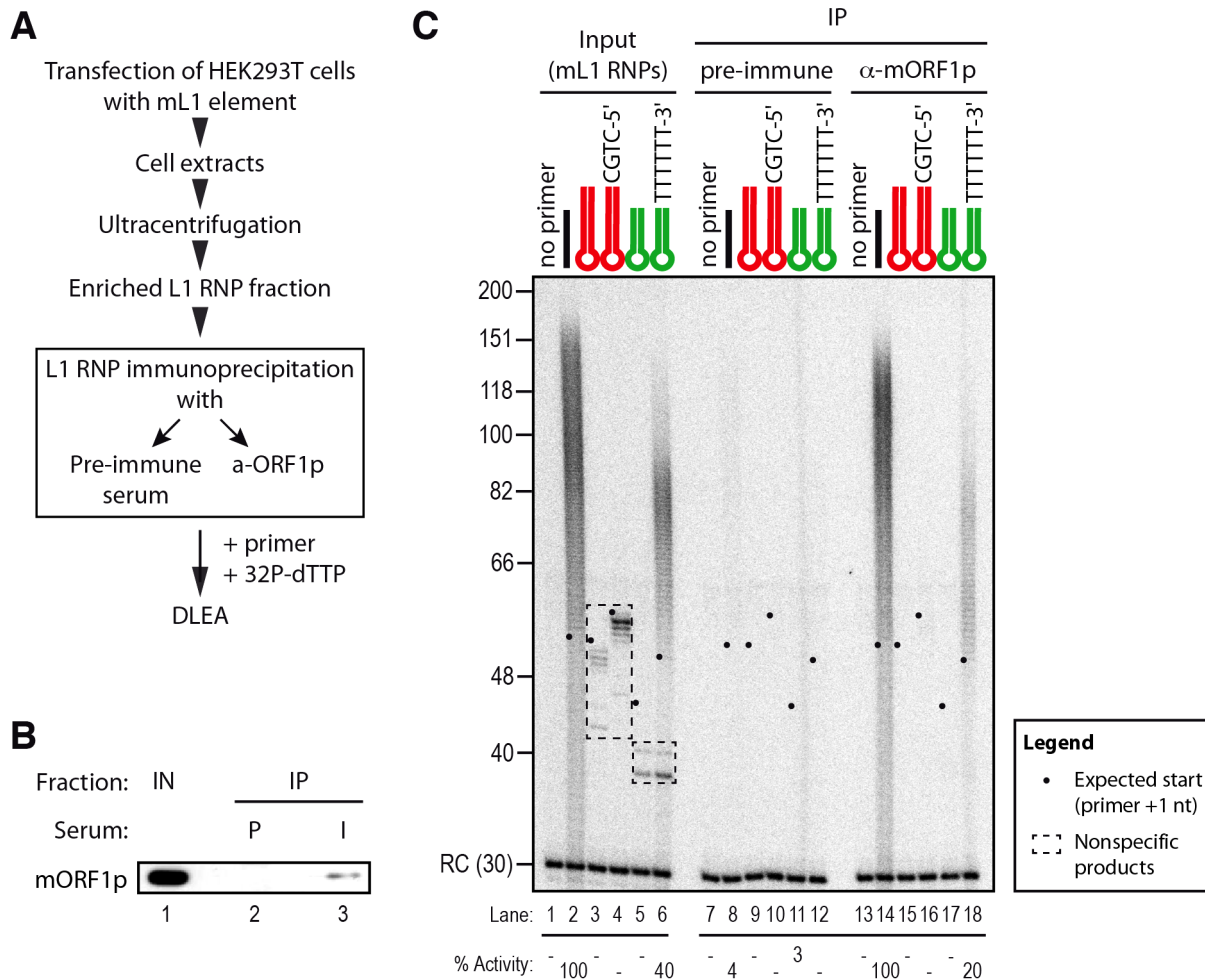 A
Transfection of HEK293T cells
with mL1 element
Cell extracts
Ultracentrifugation
Enriched L1 RNP fraction
L1 RNP immunoprecipitation
with
Pre-immune
serum
a-ORF1p
+ primer
+ 32P-dTTP
DLEA
B
Fraction: IN IP
Serum: P I
mORF1p
1 2 3
C
IP
Input
(mL1 RNPs)
pre-immune
α-mORF1p
no primer CGTC-5' TTTTTTT-3' no primer CGTC-5' TTTTTTT-3' no primer CGTC-5' TTTTTTT-3'
200
151
118
100
82
66
48
40
RC (30)
Lane: 1 2 3 4 5 6 7 8 9 10 11 12 13 14 15 16 17 18
% Activity: - 100 - - - 40 - 4 - - 3 - - 100 - - - 20
Legend
• Expected start
(primer +1 nt)
Nonspecific
products